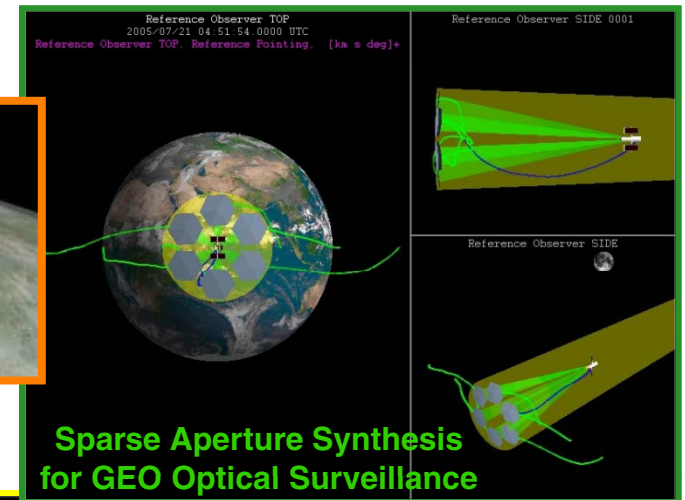 Reference Observer TOP
2005/07/21 04:51:54.0000 UTC
Reference Observer TOP, Reference Pointing, [km s deg]+
Reference Observer SIDE 0001
Reference Observer SIDE
Sparse Aperture Synthesis
for GEO Optical Surveillance